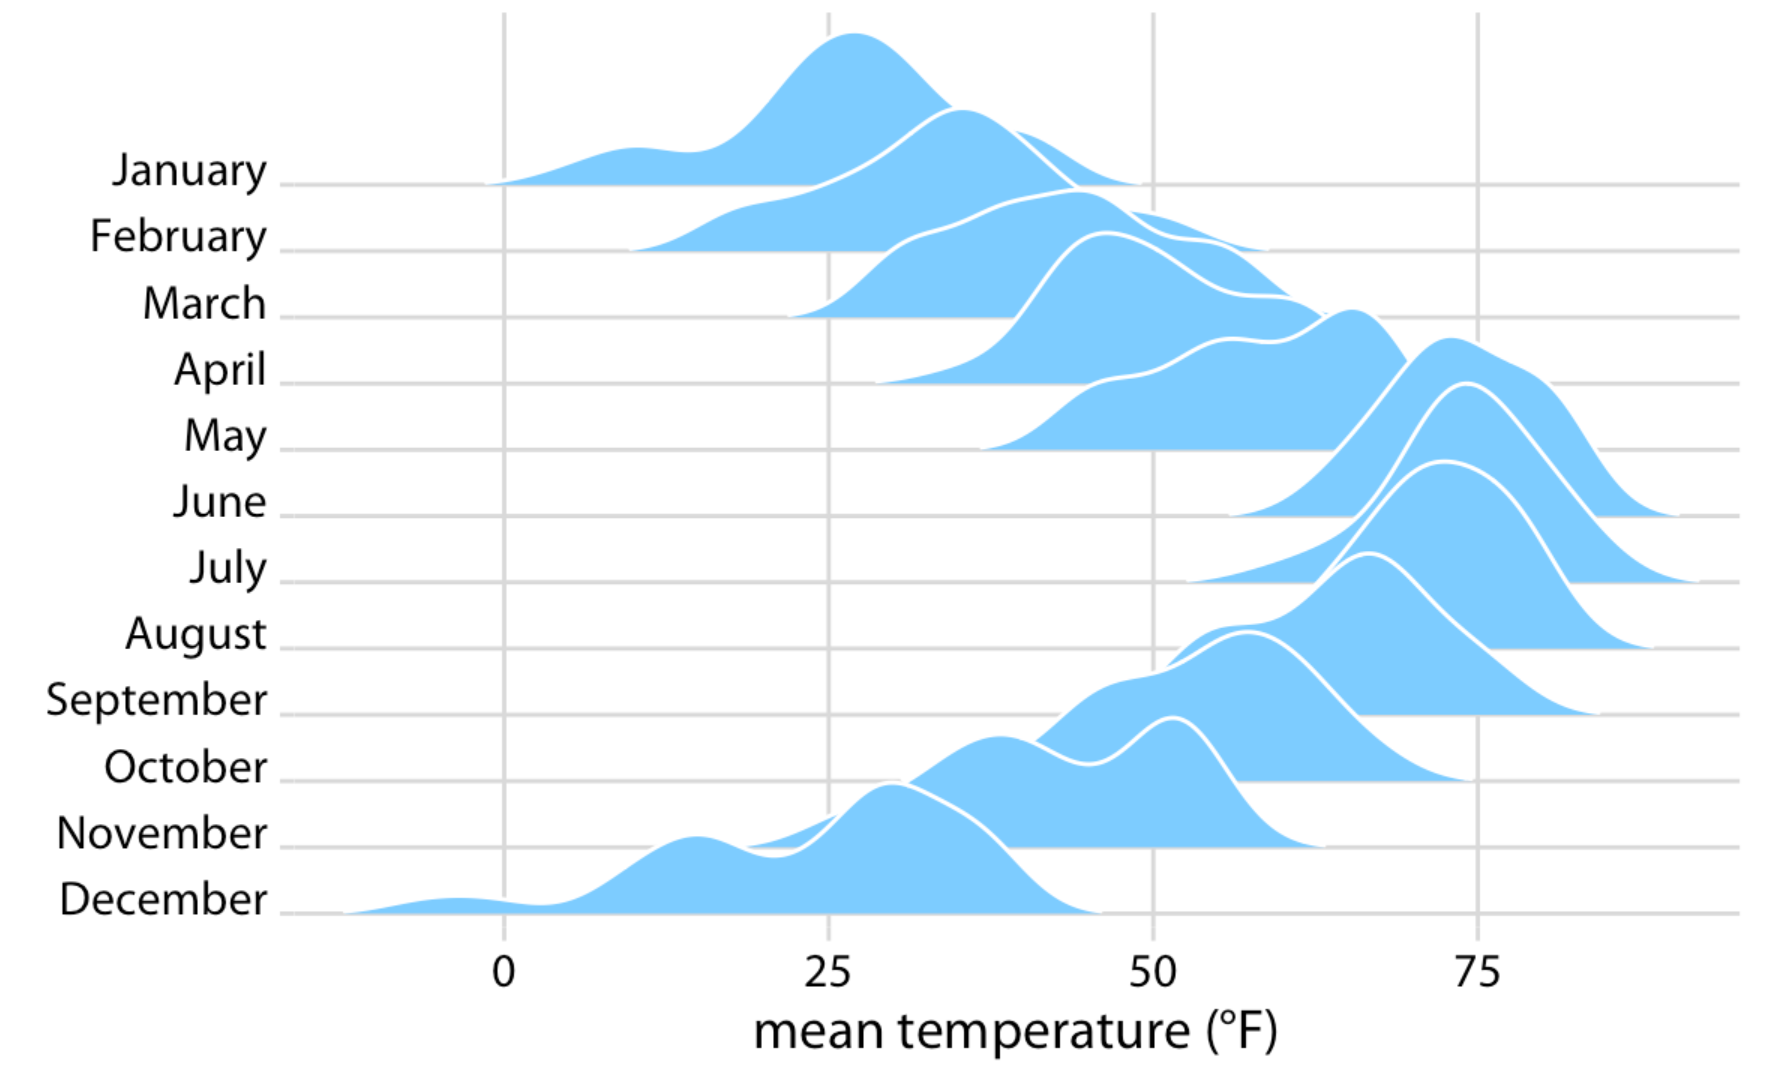 January
February
March
April
May
June
July
August
September
October
November
December
0 25 50 75
mean temperature (°F)